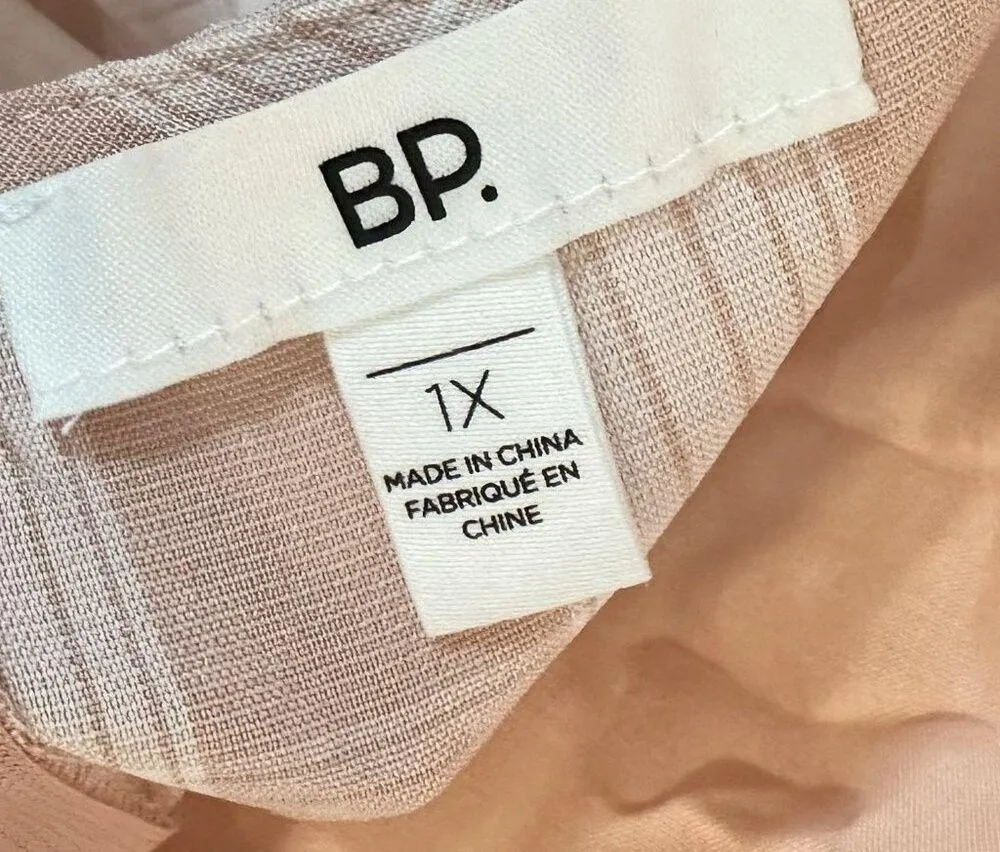 BP.
1X
MADE IN CHINA
FABRIQUÉ EN
CHINE